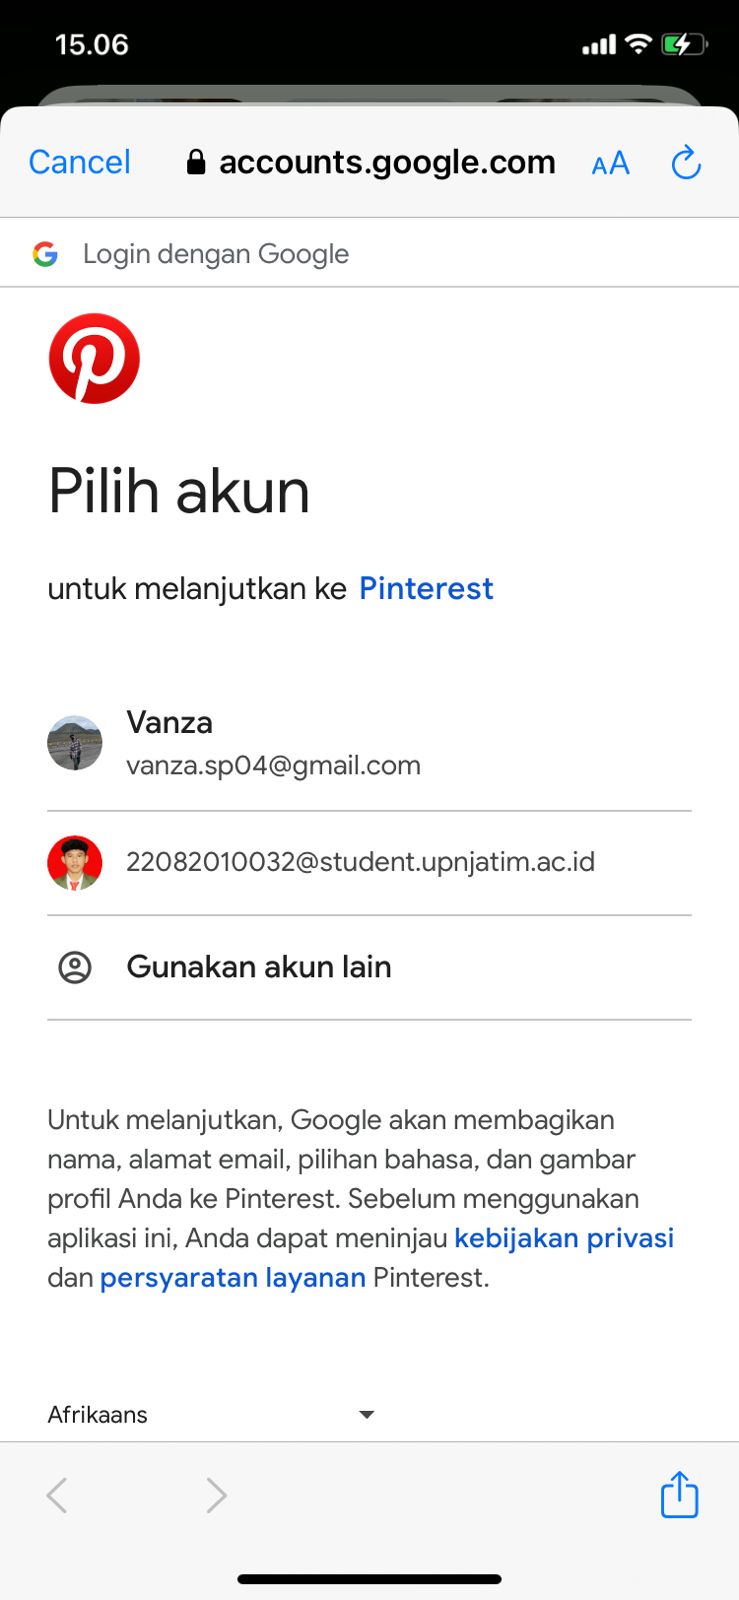 15.06
Cancel
accounts.google.com
AA
Login dengan Google
Pilih akun
untuk melanjutkan ke Pinterest
Vanza
vanza.sp04@gmail.com
22082010032@student.upnjatim.ac.id
Gunakan akun lain
Untuk melanjutkan, Google akan membagikan
nama, alamat email, pilihan bahasa, dan gambar
profil Anda ke Pinterest. Sebelum menggunakan
aplikasi ini, Anda dapat meninjau kebijakan privasi
dan persyaratan layanan Pinterest.
Afrikaans